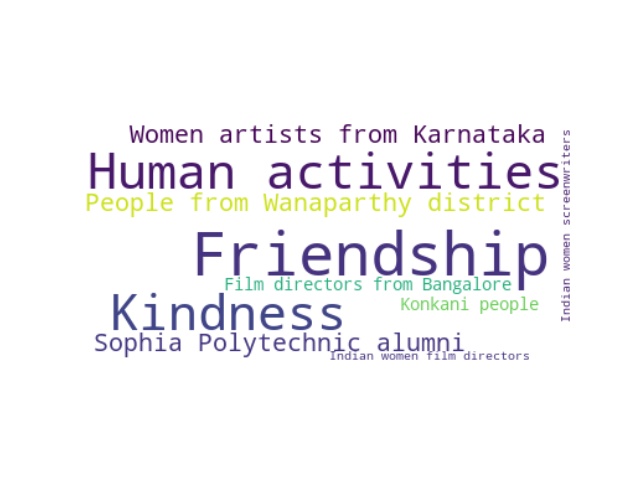 Women artists from Karnataka
Human activities
People from Wanaparthy district
Friendship
Film directors from Bangalore
Kindness
Konkani people
Sophia Polytechnic alumni
Indian women film directors
Indian women screenwriters